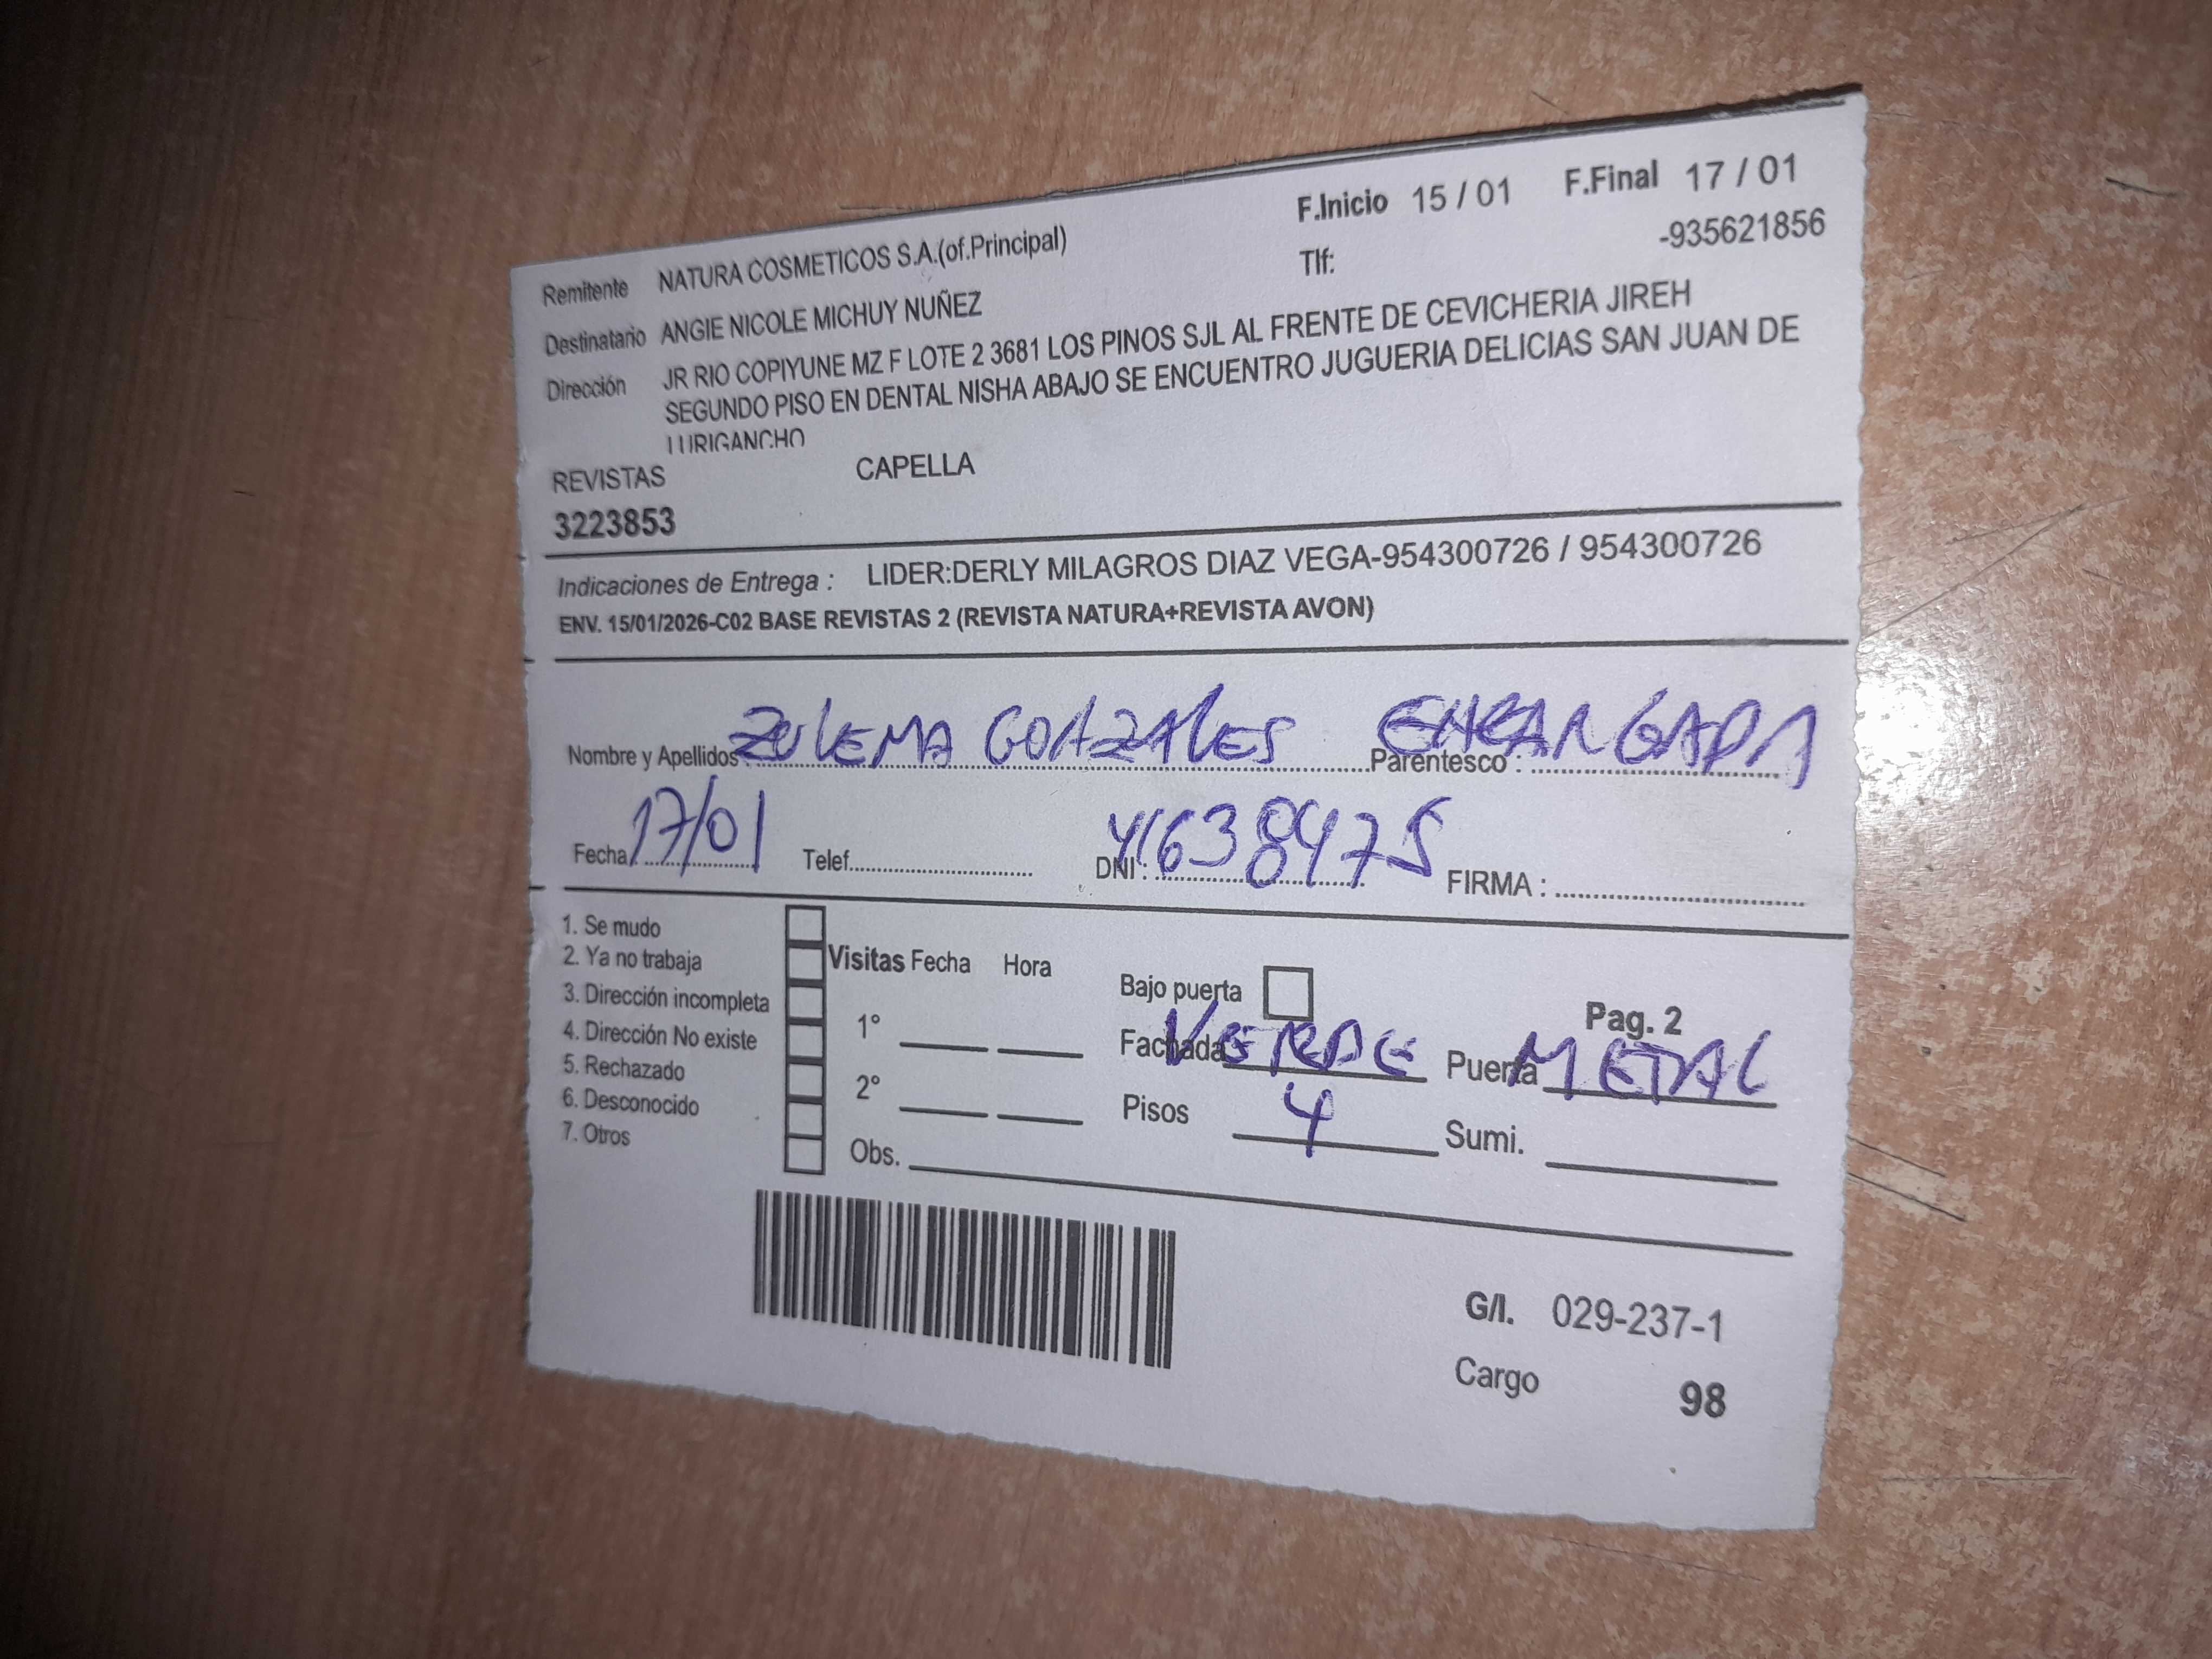 F.Inicio 15 / 01 F.Final 17 / 01
Remitente NATURA COSMETICOS S.A.(of.Principal) Tlf: -935621856
Destinatario ANGIE NICOLE MICHUY NUÑEZ
Dirección JR RIO COPIYUNE MZ F LOTE 2 3681 LOS PINOS SJL AL FRENTE DE CEVICHERIA JIREH
SEGUNDO PISO EN DENTAL NISHA ABAJO SE ENCUENTRO JUGUERIA DELICIAS SAN JUAN DE
LURIGANCHO
REVISTAS CAPELLA
3223853
Indicaciones de Entrega : LIDER:DERLY MILAGROS DIAZ VEGA-954300726 / 954300726
ENV. 15/01/2026-C02 BASE REVISTAS 2 (REVISTA NATURA+REVISTA AVON)
Nombre y Apellidos ZULEMA GONZALES Parentesco : ENCARGADA
Fecha 17/01 Telef. DNI : 41638475 FIRMA :
1. Se mudo
2. Ya no trabaja Visitas Fecha Hora
3. Dirección incompleta Bajo puerta Pag. 2
4. Dirección No existe 1° Fachada VERDE Puerta METAL
5. Rechazado
6. Desconocido 2° Pisos 4 Sumi.
7. Otros Obs.
G/I. 029-237-1
Cargo 98